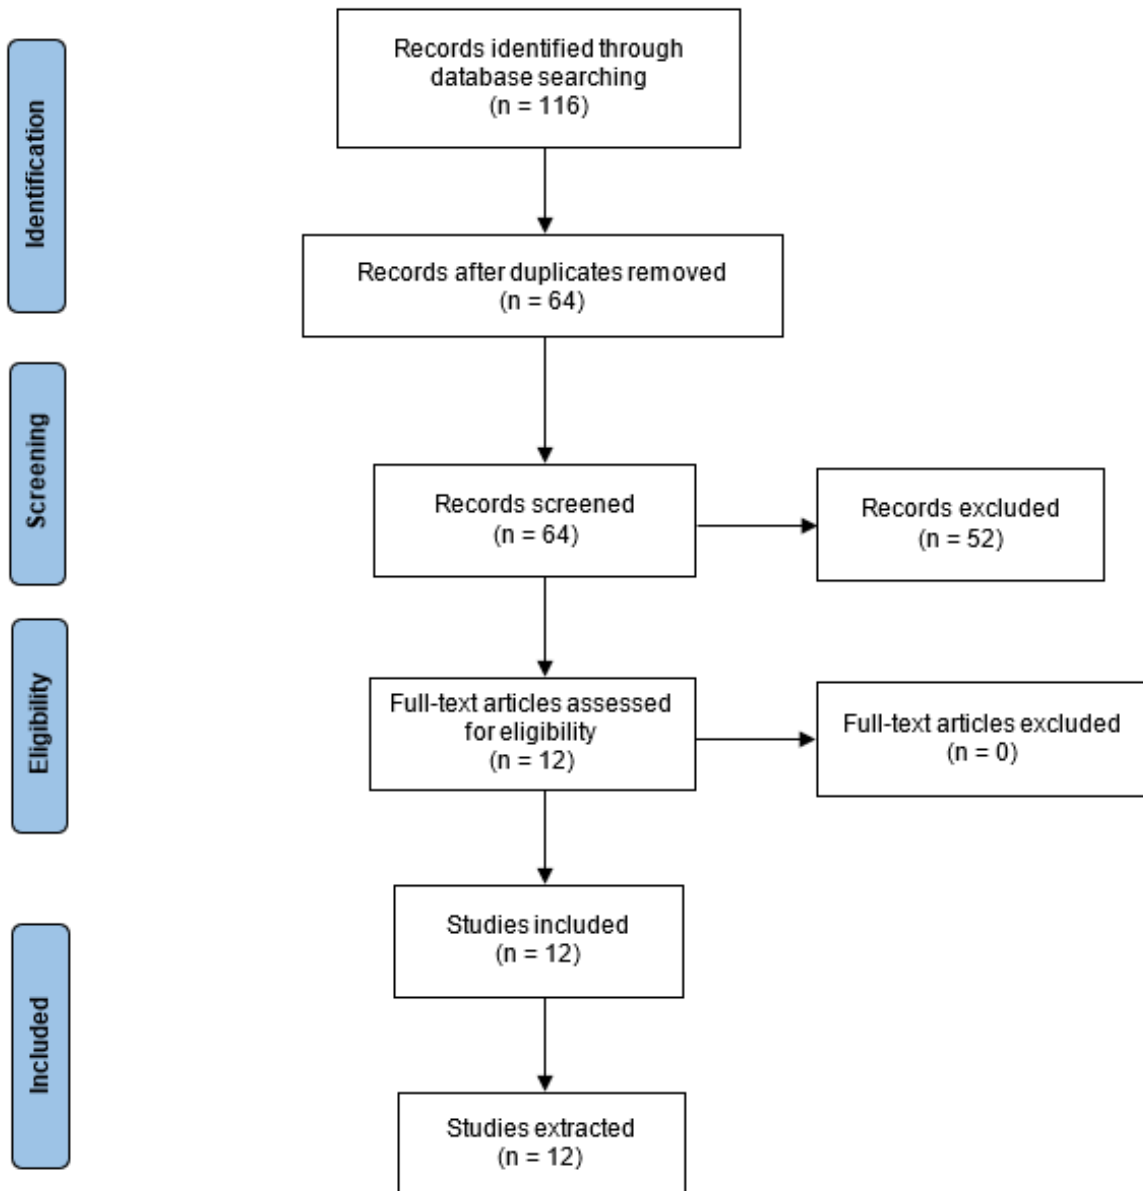 Identification
Records identified through
database searching
(n = 116)
Records after duplicates removed
(n = 64)
Screening
Records screened
(n = 64)
Records excluded
(n = 52)
Eligibility
Full-text articles assessed
for eligibility
(n = 12)
Full-text articles excluded
(n = 0)
Included
Studies included
(n = 12)
Studies extracted
(n = 12)